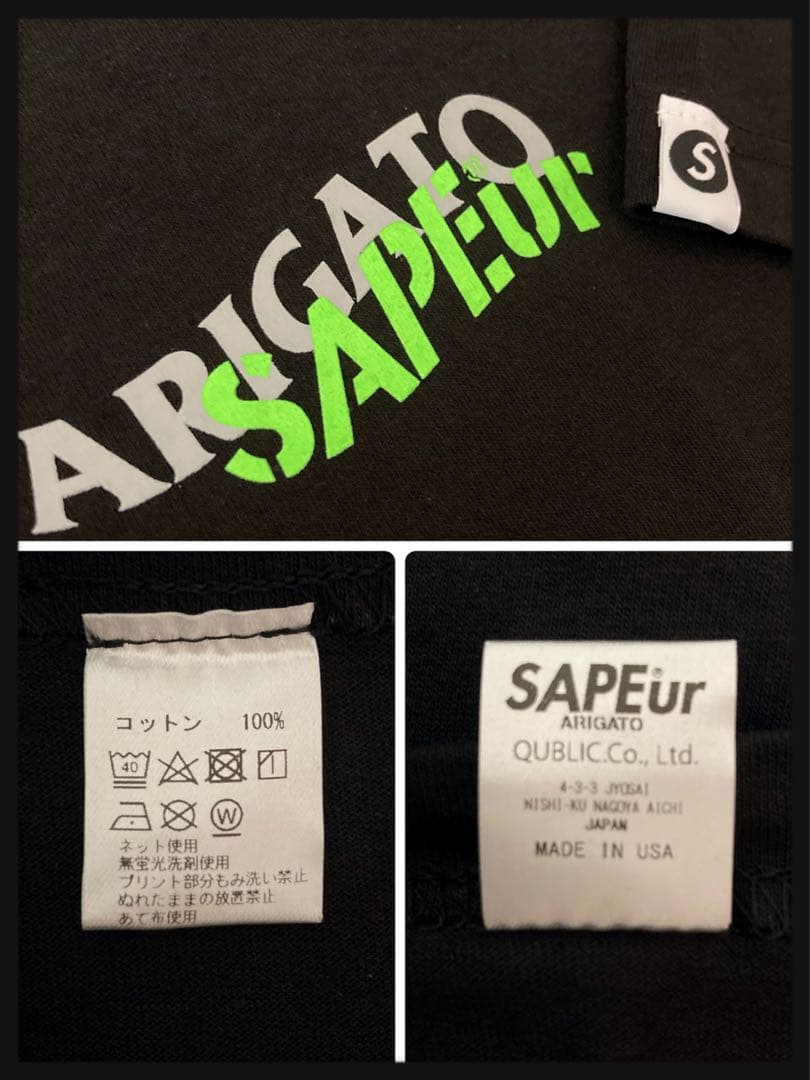 ARIGATO
SAPEur
S
コットン 100%
40
W
ネット使用
無蛍光洗剤使用
プリント部分もみ洗い禁止
ぬれたままの放置禁止
あて布使用
SAPEur
ARIGATO
QUBLIC.Co., Ltd.
4-3-3 JYOSAI
NISHI-KU NAGOYA AICHI
JAPAN
MADE IN USA